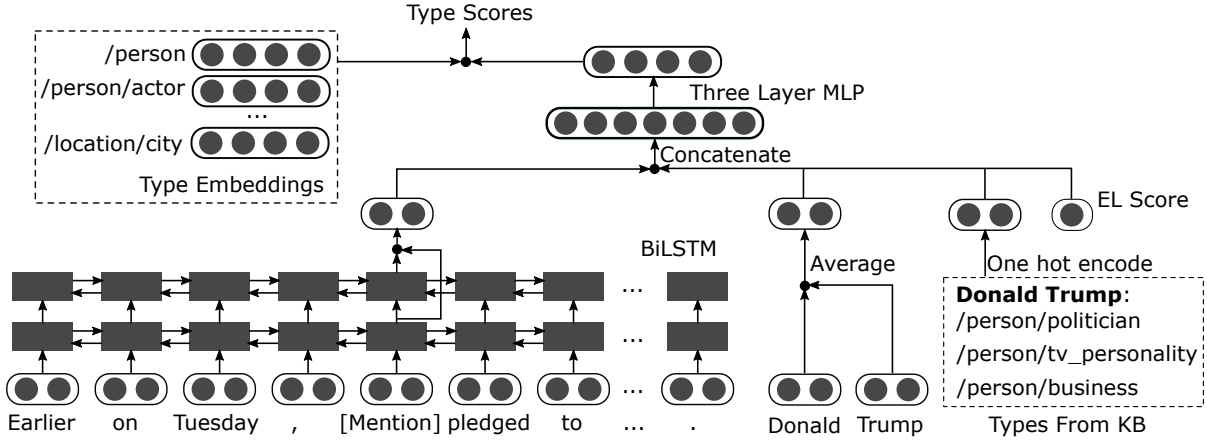 Type Scores
/person
/person/actor
...
/location/city
Type Embeddings
Three Layer MLP
Concatenate
EL Score
BiLSTM
Average
One hot encode
Donald Trump:
/person/politician
/person/tv_personality
/person/business
Types From KB
...
...
...
Earlier on Tuesday , [Mention] pledged to ... .
Donald Trump